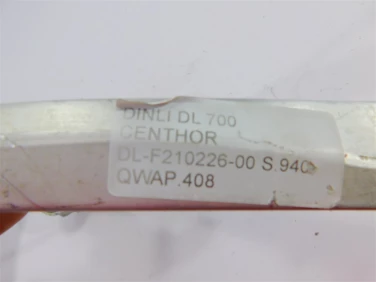 DINLI DL 700
CENTHOR
DL-F210226-00 S.940
QWAP.408